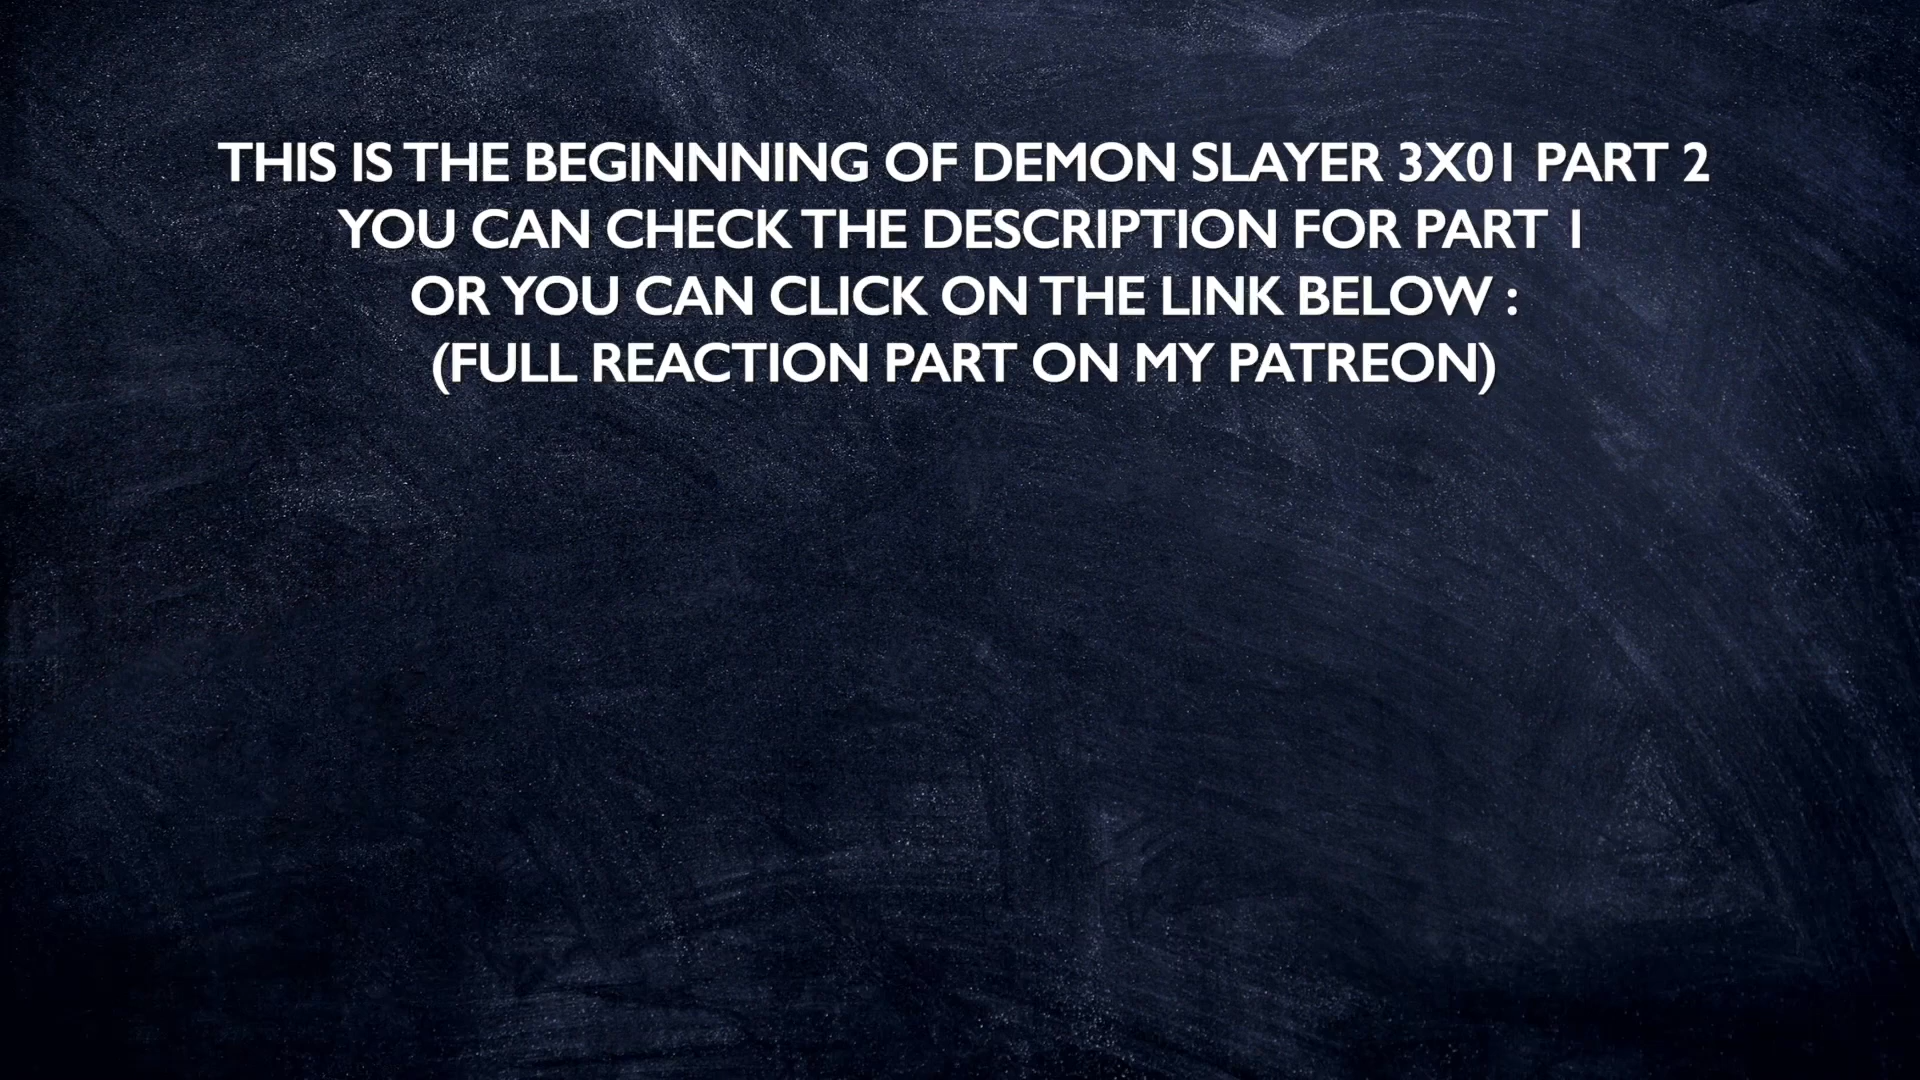 THIS IS THE BEGINNNING OF DEMON SLAYER 3X01 PART 2
YOU CAN CHECK THE DESCRIPTION FOR PART 1
OR YOU CAN CLICK ON THE LINK BELOW :
(FULL REACTION PART ON MY PATREON)